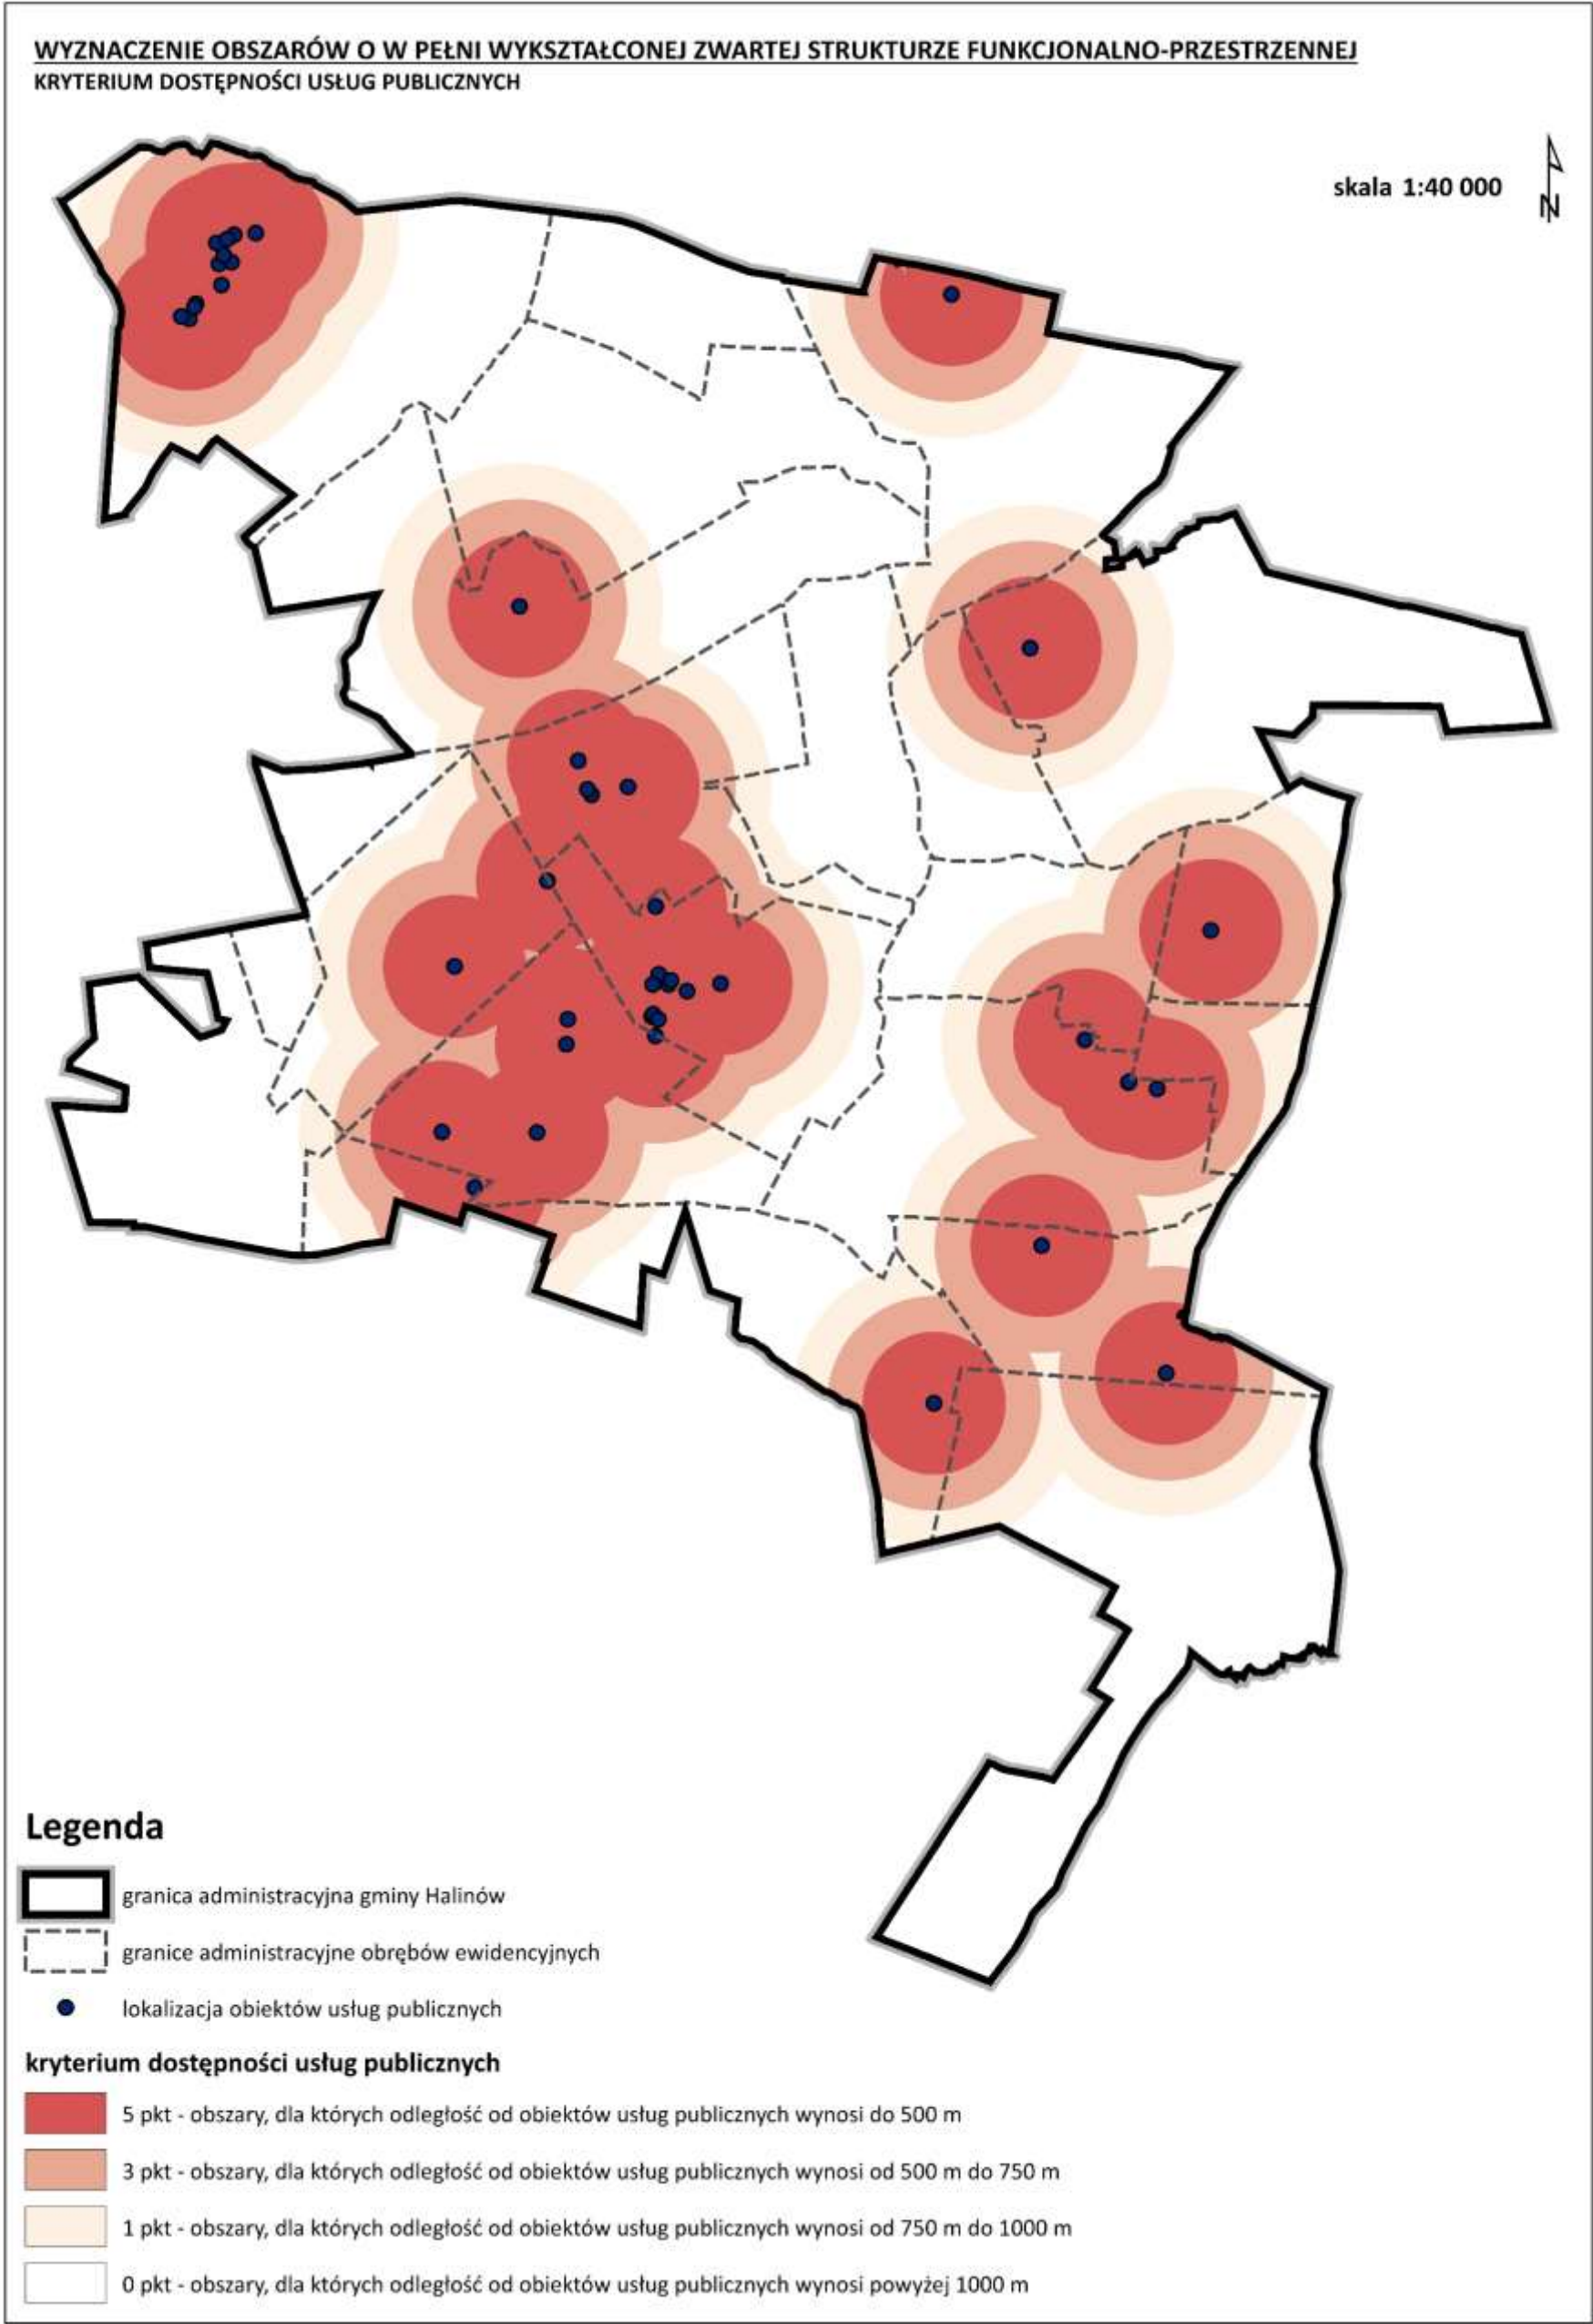 WYZNACZENIE OBSZARÓW O W PEŁNI WYKSZTAŁCONEJ ZWARTEJ STRUKTURZE FUNKCJONALNO-PRZESTRZENNEJ
KRYTERIUM DOSTĘPNOŚCI USŁUG PUBLICZNYCH
skala 1:40 000
N
Legenda
granica administracyjna gminy Halinów
granice administracyjne obrębów ewidencyjnych
lokalizacja obiektów usług publicznych
kryterium dostępności usług publicznych
5 pkt - obszary, dla których odległość od obiektów usług publicznych wynosi do 500 m
3 pkt - obszary, dla których odległość od obiektów usług publicznych wynosi od 500 m do 750 m
1 pkt - obszary, dla których odległość od obiektów usług publicznych wynosi od 750 m do 1000 m
0 pkt - obszary, dla których odległość od obiektów usług publicznych wynosi powyżej 1000 m